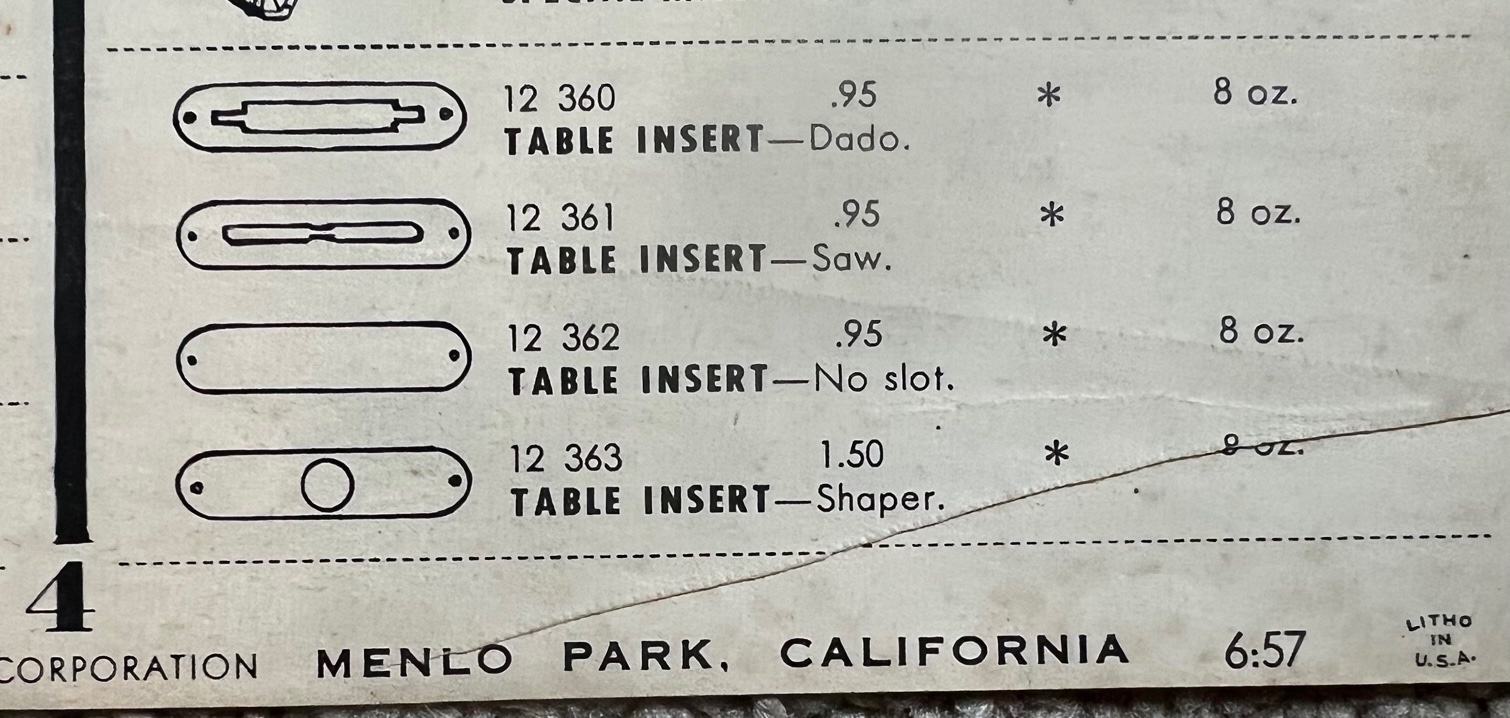 12 360 .95 * 8 oz.
TABLE INSERT—Dado.
12 361 .95 * 8 oz.
TABLE INSERT—Saw.
12 362 .95 * 8 oz.
TABLE INSERT—No slot.
12 363 1.50 * 8 oz.
TABLE INSERT—Shaper.
4
CORPORATION MENLO PARK, CALIFORNIA 6:57
LITHO
IN
U.S.A.